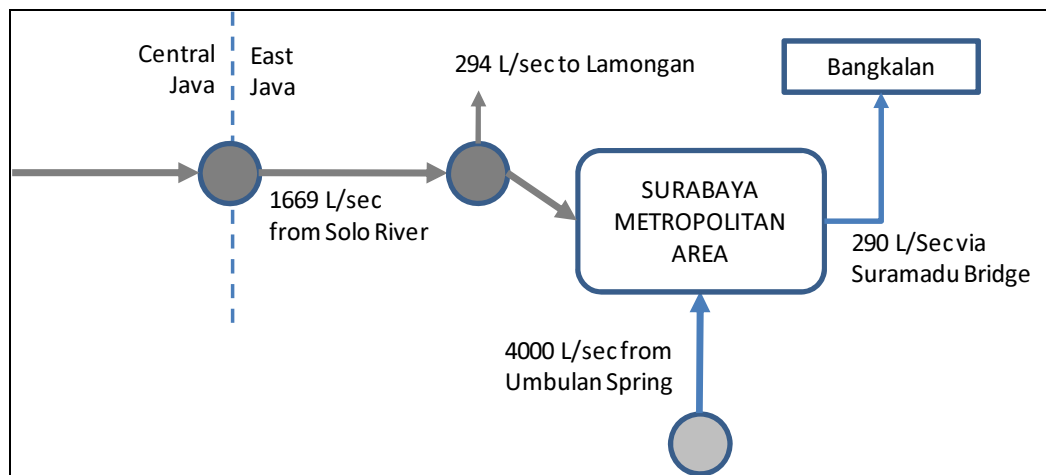 Central
Java
East
Java
294 L/sec to Lamongan
Bangkalan
1669 L/sec
from Solo River
SURABAYA
METROPOLITAN
AREA
290 L/Sec via
Suramadu Bridge
4000 L/sec from
Umbulan Spring